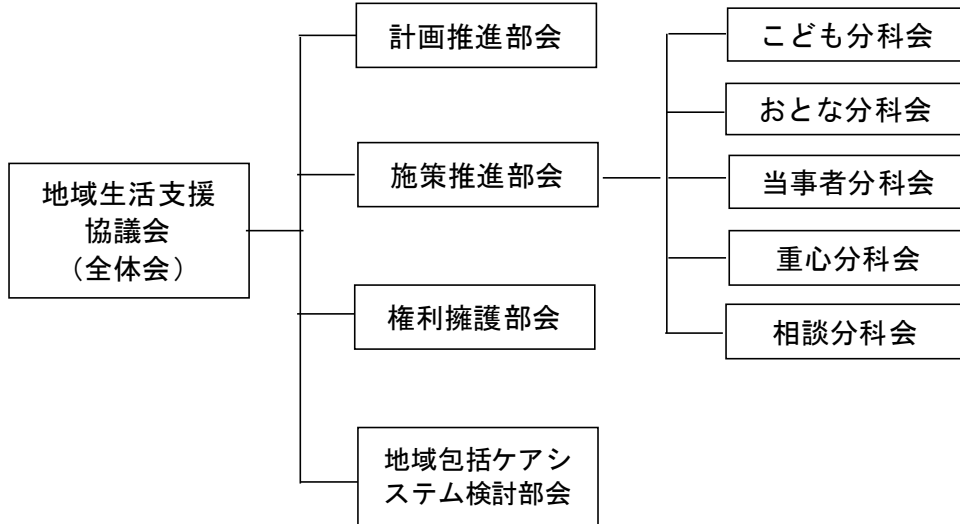 地域生活支援
協議会
（全体会）
計画推進部会
施策推進部会
権利擁護部会
地域包括ケアシ
ステム検討部会
こども分科会
おとな分科会
当事者分科会
重心分科会
相談分科会